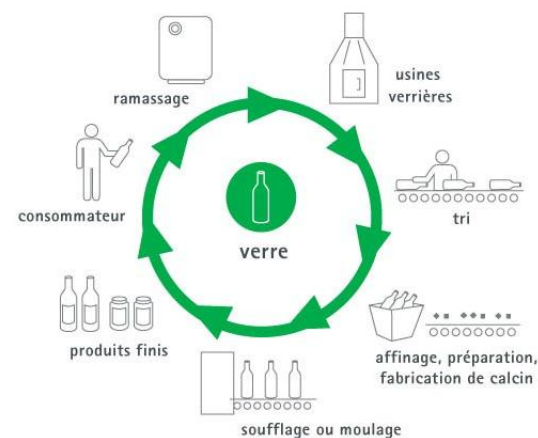 ramassage
usines
verrières
consommateur
tri
verre
produits finis
affinage, préparation,
fabrication de calcin
soufflage ou moulage